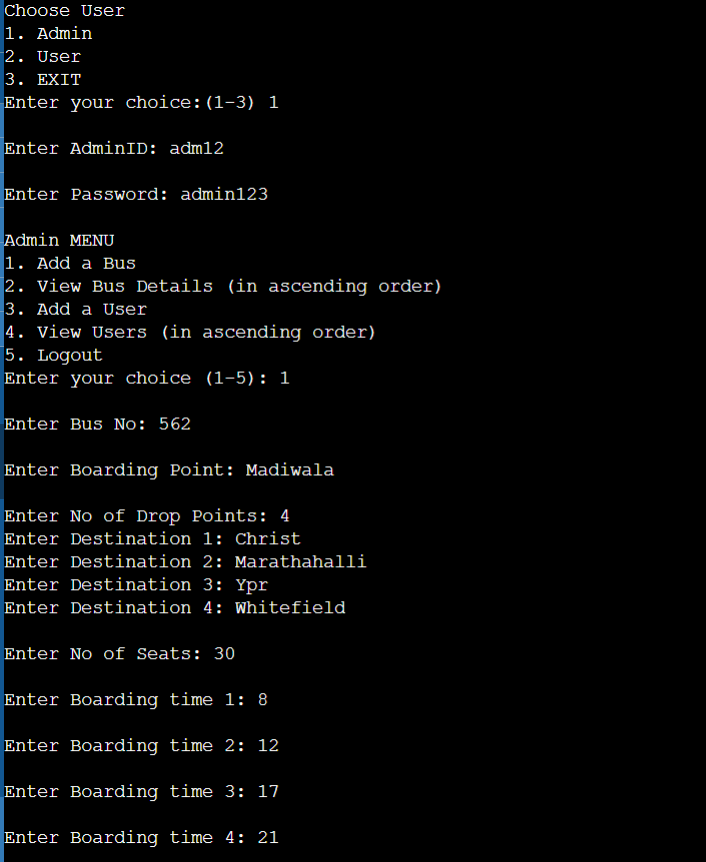 Choose User
1. Admin
2. User
3. EXIT
Enter your choice:(1-3) 1
Enter AdminID: adm12
Enter Password: admin123
Admin MENU
1. Add a Bus
2. View Bus Details (in ascending order)
3. Add a User
4. View Users (in ascending order)
5. Logout
Enter your choice (1-5): 1
Enter Bus No: 562
Enter Boarding Point: Madiwala
Enter No of Drop Points: 4
Enter Destination 1: Christ
Enter Destination 2: Marathahalli
Enter Destination 3: Ypr
Enter Destination 4: Whitefield
Enter No of Seats: 30
Enter Boarding time 1: 8
Enter Boarding time 2: 12
Enter Boarding time 3: 17
Enter Boarding time 4: 21